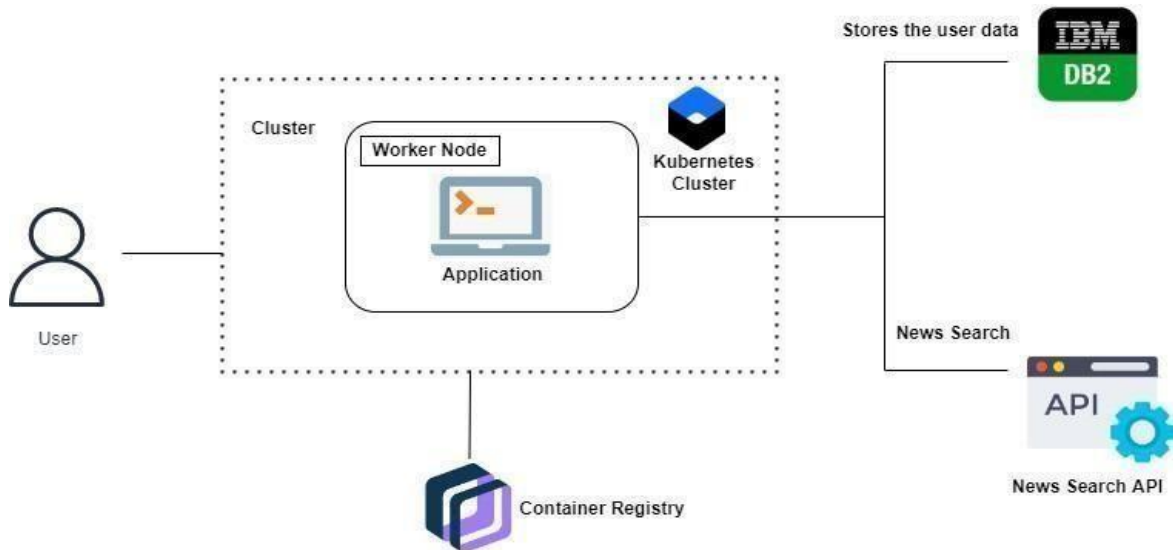 Stores the user data
IBM
DB2
Cluster
Worker Node
Kubernetes
Cluster
Application
User
News Search
API
News Search API
Container Registry